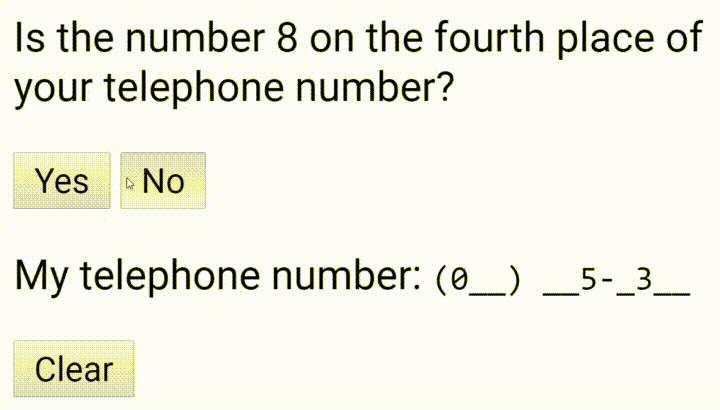 Is the number 8 on the fourth place of
your telephone number?
Yes No
My telephone number: (0__) __5-_3__
Clear